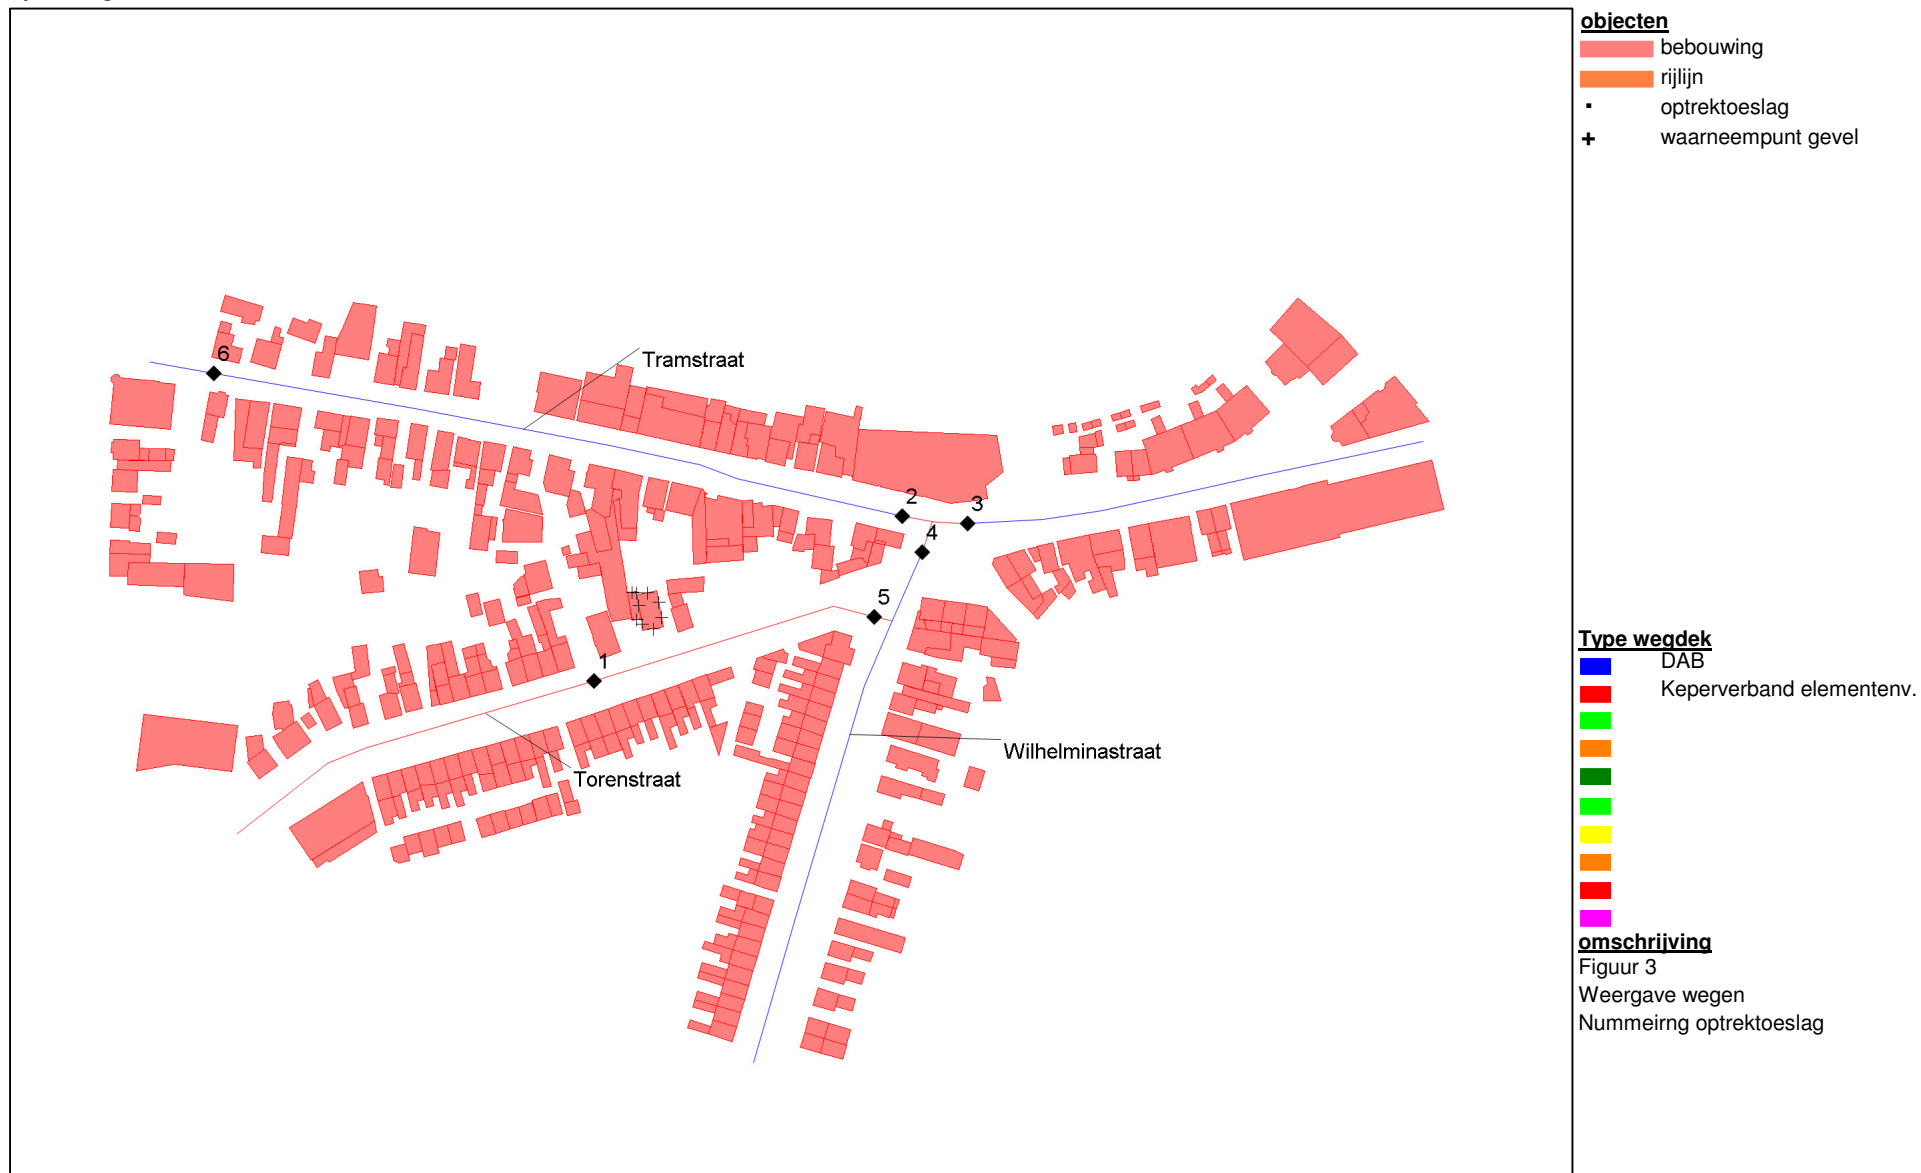 objecten
bebouwing
rijlijn
optrektoeslag
waarneempunt gevel
6
Tramstraat
2
3
4
5
1
Wilhelminastraat
Torenstraat
Type wegdek
DAB
Keperverband elementenv.
omschrijving
Figuur 3
Weergave wegen
Nummeirng optrektoeslag